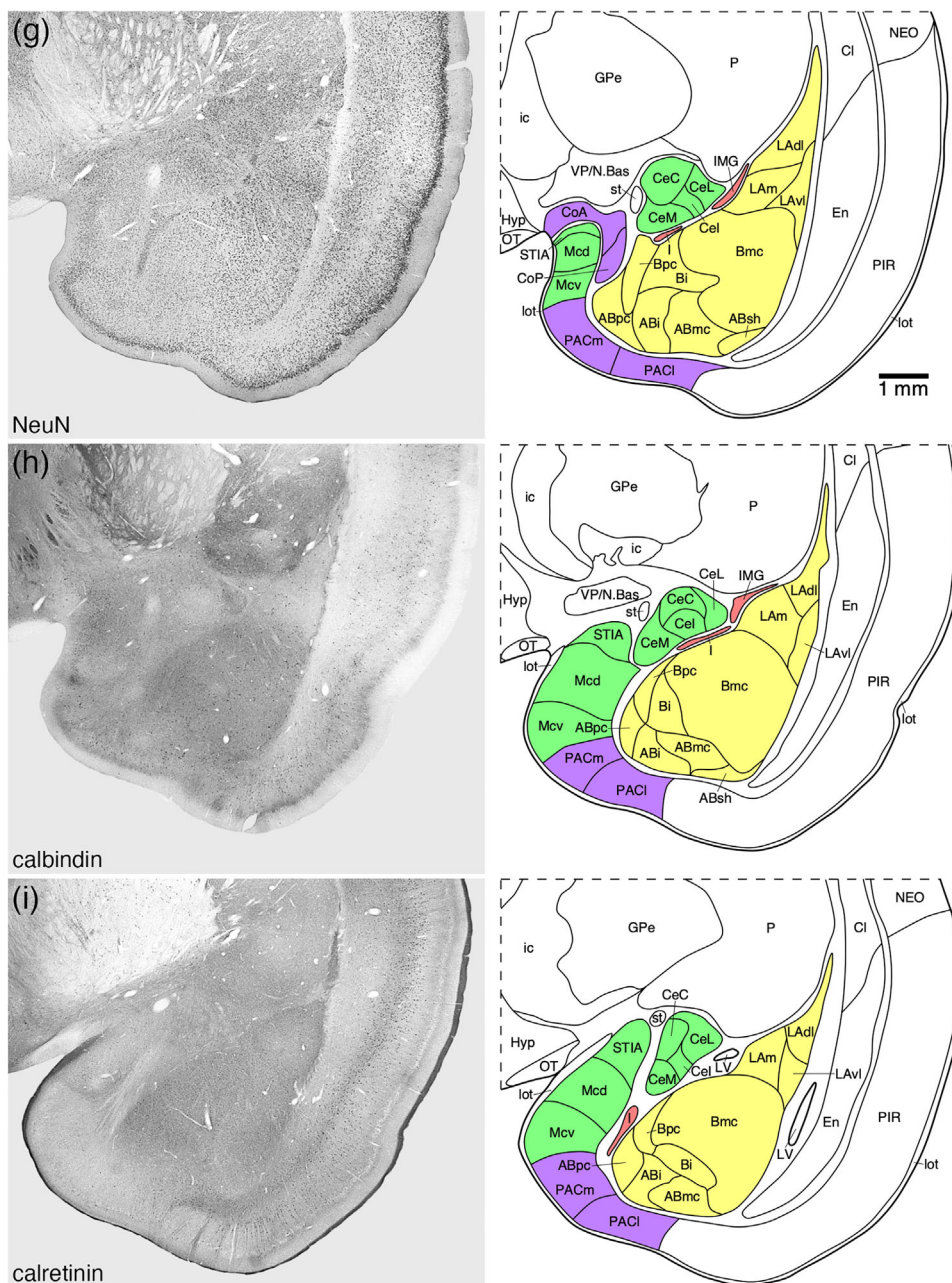 (g)
NeuN
NEO
Cl
P
GPe
ic
IMG
LAdl
VP/N.Bas
CeC
CeL
LAm
st
LAvl
En
Hyp
CoA
CeM
CeI
OT
I
STIA
Mcd
Bpc
Bmc
PIR
CoP
Bi
Mcv
lot
ABpc
ABi
ABmc
ABsh
lot
PACm
PACl
1 mm
(h)
calbindin
Cl
ic
GPe
P
ic
CeL
IMG
LAdl
Hyp
VP/N.Bas
CeC
LAm
En
st
CeI
STIA
CeM
I
OT
LAvl
lot
Bpc
Mcd
Bmc
PIR
Bi
lot
Mcv
ABpc
ABmc
ABi
PACm
PACl
ABsh
(i)
calretinin
NEO
GPe
P
Cl
ic
CeC
st
CeL
LAdl
Hyp
STIA
LAm
OT
LV
CeI
LAvl
lot
CeM
Mcd
I
Bmc
En
PIR
Mcv
Bpc
LV
ABpc
Bi
lot
ABi
PACm
ABmc
PACl